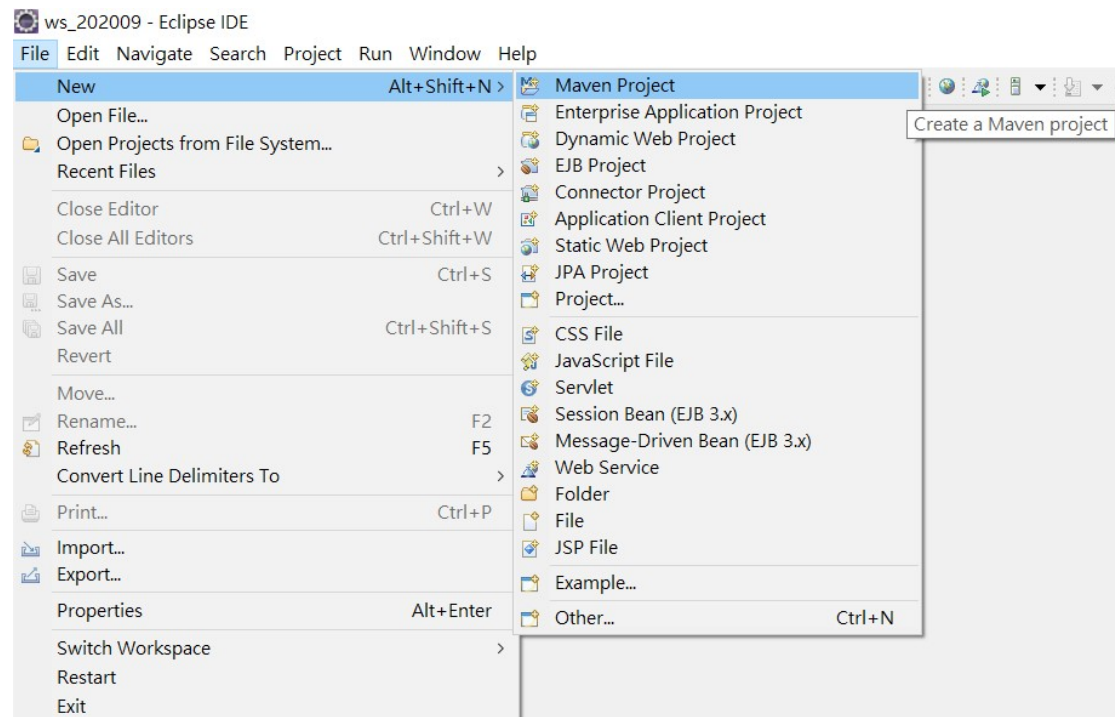 ws_202009 - Eclipse IDE
File Edit Navigate Search Project Run Window Help
New Alt+Shift+N >
Open File...
Open Projects from File System...
Recent Files >
Close Editor Ctrl+W
Close All Editors Ctrl+Shift+W
Save Ctrl+S
Save As...
Save All Ctrl+Shift+S
Revert
Move...
Rename... F2
Refresh F5
Convert Line Delimiters To >
Print... Ctrl+P
Import...
Export...
Properties Alt+Enter
Switch Workspace >
Restart
Exit
Maven Project
Enterprise Application Project
Dynamic Web Project
EJB Project
Connector Project
Application Client Project
Static Web Project
JPA Project
Project...
CSS File
JavaScript File
Servlet
Session Bean (EJB 3.x)
Message-Driven Bean (EJB 3.x)
Web Service
Folder
File
JSP File
Example...
Other... Ctrl+N
Create a Maven project